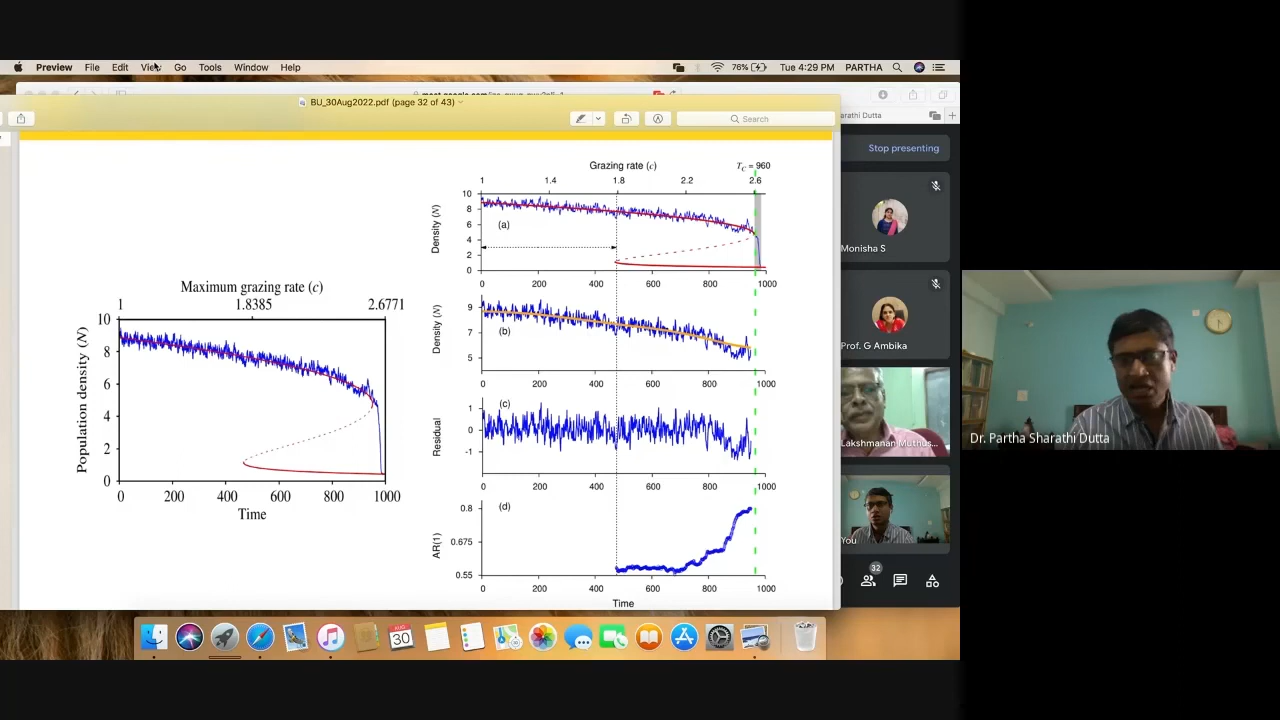 Preview File Edit View Go Tools Window Help 76% Tue 4:29 PM PARTHA
BU_30Aug2022.pdf (page 32 of 43)
Search
arathi Dutta
Stop presenting
Monisha S
Prof. G Ambika
Lakshmanan Muthus...
You
32
Dr. Partha Sharathi Dutta
Maximum grazing rate (c)
1 1.8385 2.6771
Population density (N)
10
8
6
4
2
0
0 200 400 600 800 1000
Time
Grazing rate (c) T_C = 960
1 1.4 1.8 2.2 2.6
Density (N)
10
8
6
4
2
0
(a)
0 200 400 600 800 1000
Density (N)
9
7
5
(b)
0 200 400 600 800 1000
Residual
1
0
-1
(c)
0 200 400 600 800 1000
AR(1)
0.8
0.675
0.55
(d)
0 200 400 600 800 1000
Time
AUG
30